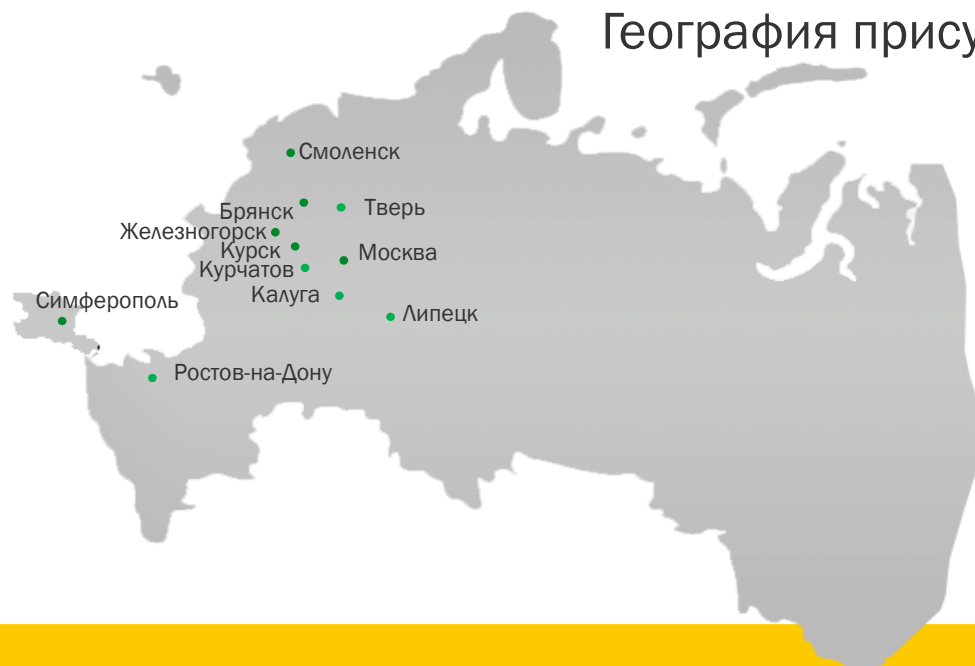 География прису
Смоленск
Брянск
Тверь
Железногорск
Курск
Москва
Курчатов
Калуга
Симферополь
Липецк
Ростов-на-Дону